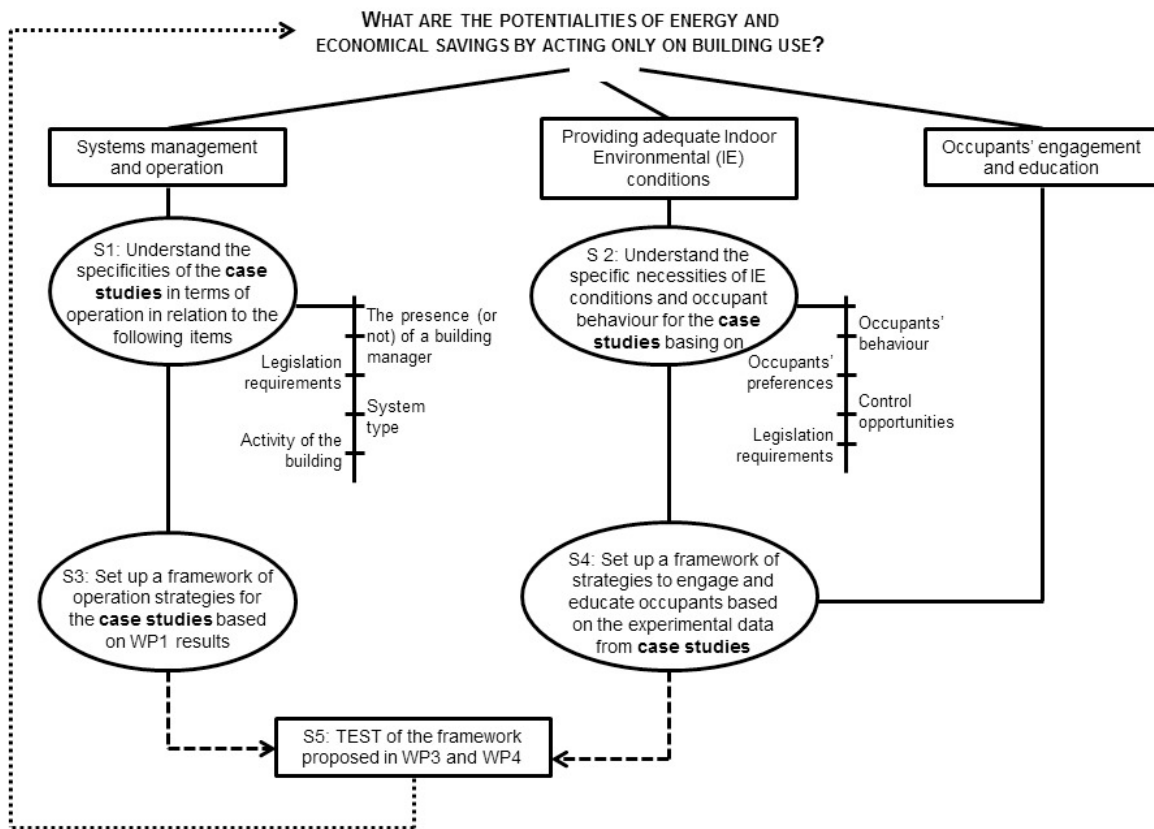 WHAT ARE THE POTENTIALITIES OF ENERGY AND
ECONOMICAL SAVINGS BY ACTING ONLY ON BUILDING USE?
Systems management
and operation
Providing adequate Indoor
Environmental (IE)
conditions
Occupants' engagement
and education
S1: Understand the
specificities of the case
studies in terms of
operation in relation to the
following items
The presence (or
not) of a building
manager
Legislation
requirements
System
type
Activity of the
building
S 2: Understand the
specific necessities of IE
conditions and occupant
behaviour for the case
studies basing on
Occupants'
behaviour
Occupants'
preferences
Control
opportunities
Legislation
requirements
S3: Set up a framework of
operation strategies for
the case studies based
on WP1 results
S4: Set up a framework of
strategies to engage and
educate occupants based
on the experimental data
from case studies
S5: TEST of the framework
proposed in WP3 and WP4